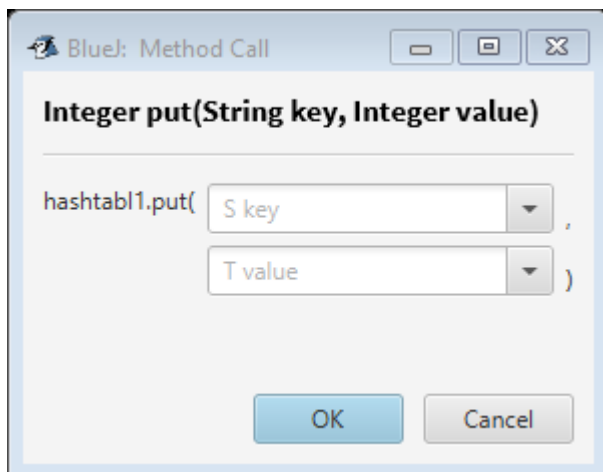 BlueJ: Method Call
Integer put(String key, Integer value)
hashtabl1.put( S key ,
T value )
OK Cancel